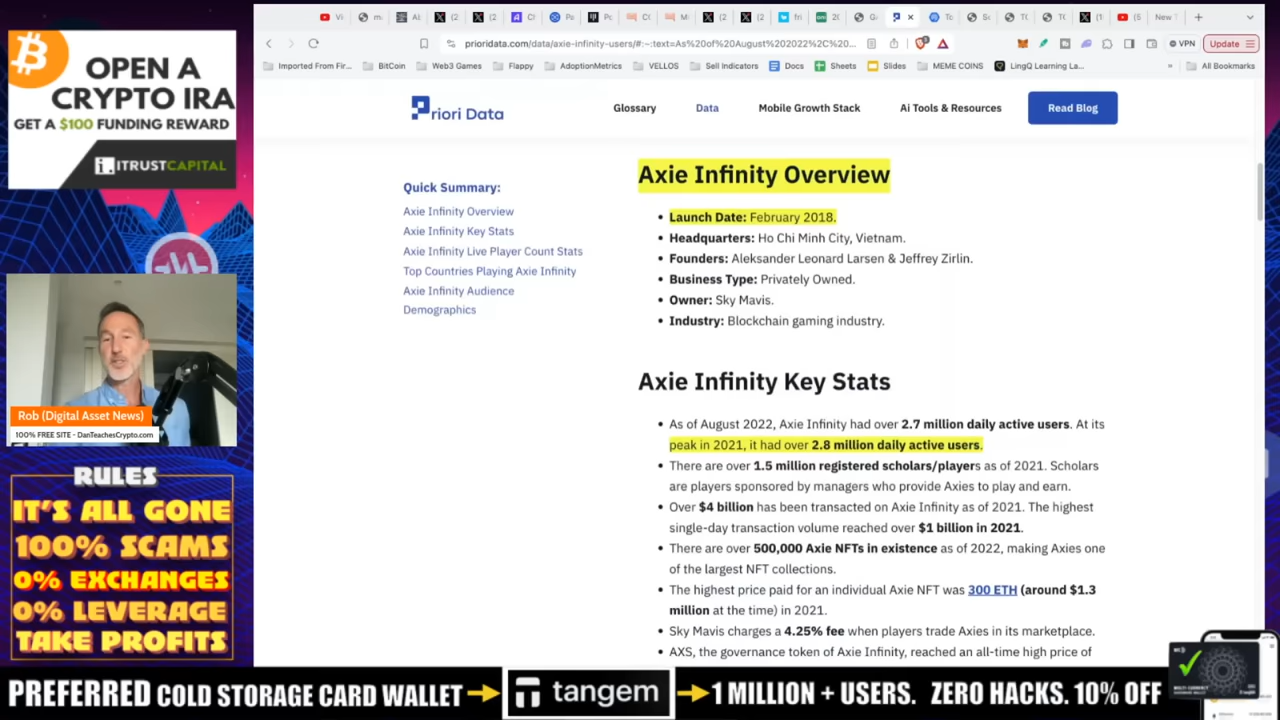 Update
VPN
New
prioridata.com/data/axie-infinity-users/#:~:text=As%20of%20August%202022%2C%20...
Imported From Fir...
BitCoin
Web3 Games
Flappy
AdoptionMetrics
VELLOS
Sell Indicators
Docs
Sheets
Slides
MEME COINS
LingQ Learning La...
» All Bookmarks
OPEN A
CRYPTO IRA
GET A $100 FUNDING REWARD
ITRUSTCAPITAL
Priori Data
Glossary
Data
Mobile Growth Stack
Ai Tools & Resources
Read Blog
Quick Summary:
Axie Infinity Overview
Axie Infinity Key Stats
Axie Infinity Live Player Count Stats
Top Countries Playing Axie Infinity
Axie Infinity Audience
Demographics
Axie Infinity Overview
• Launch Date: February 2018.
• Headquarters: Ho Chi Minh City, Vietnam.
• Founders: Aleksander Leonard Larsen & Jeffrey Zirlin.
• Business Type: Privately Owned.
• Owner: Sky Mavis.
• Industry: Blockchain gaming industry.
Axie Infinity Key Stats
• As of August 2022, Axie Infinity had over 2.7 million daily active users. At its
peak in 2021, it had over 2.8 million daily active users.
• There are over 1.5 million registered scholars/players as of 2021. Scholars
are players sponsored by managers who provide Axies to play and earn.
• Over $4 billion has been transacted on Axie Infinity as of 2021. The highest
single-day transaction volume reached over $1 billion in 2021.
• There are over 500,000 Axie NFTs in existence as of 2022, making Axies one
of the largest NFT collections.
• The highest price paid for an individual Axie NFT was 300 ETH (around $1.3
million at the time) in 2021.
• Sky Mavis charges a 4.25% fee when players trade Axies in its marketplace.
• AXS, the governance token of Axie Infinity, reached an all-time high price of
Rob (Digital Asset News)
100% FREE SITE - DanTeachesCrypto.com
RULES
IT'S ALL GONE
100% SCAMS
0% EXCHANGES
0% LEVERAGE
TAKE PROFITS
PREFERRED COLD STORAGE CARD WALLET
tangem
1 MILLION + USERS. ZERO HACKS. 10% OFF